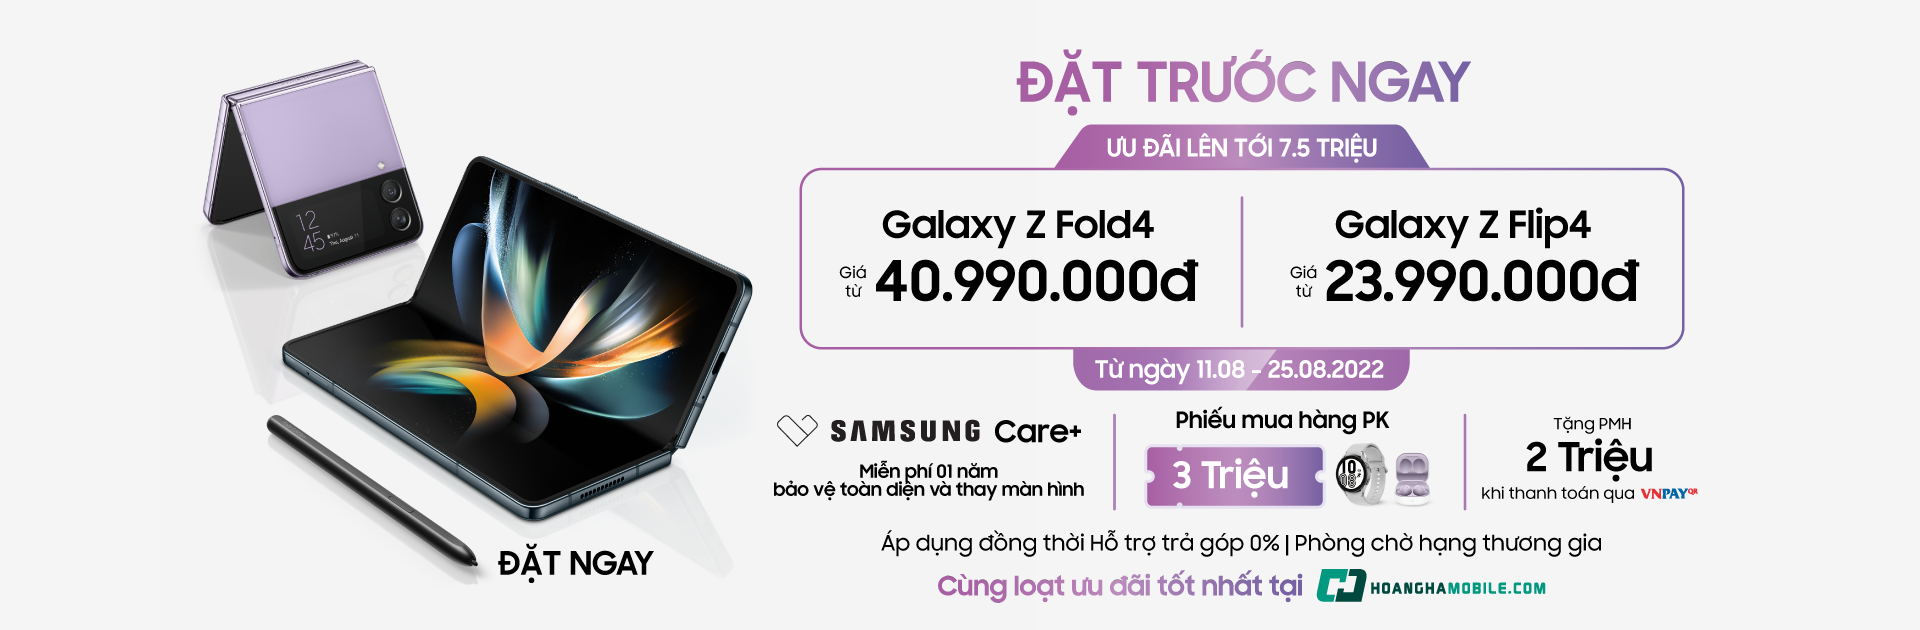 ĐẶT TRƯỚC NGAY
ƯU ĐÃI LÊN TỚI 7.5 TRIỆU
Galaxy Z Fold4
Giá từ 40.990.000đ
Galaxy Z Flip4
Giá từ 23.990.000đ
Từ ngày 11.08 - 25.08.2022
SAMSUNG Care+
Miễn phí 01 năm
bảo vệ toàn diện và thay màn hình
Phiếu mua hàng PK
3 Triệu
Tặng PMH
2 Triệu
khi thanh toán qua VNPAYQR
Áp dụng đồng thời Hỗ trợ trả góp 0% | Phòng chờ hạng thương gia
Cùng loạt ưu đãi tốt nhất tại HOANGHAMOBILE.COM
12
45
Thu, August 11
ĐẶT NGAY